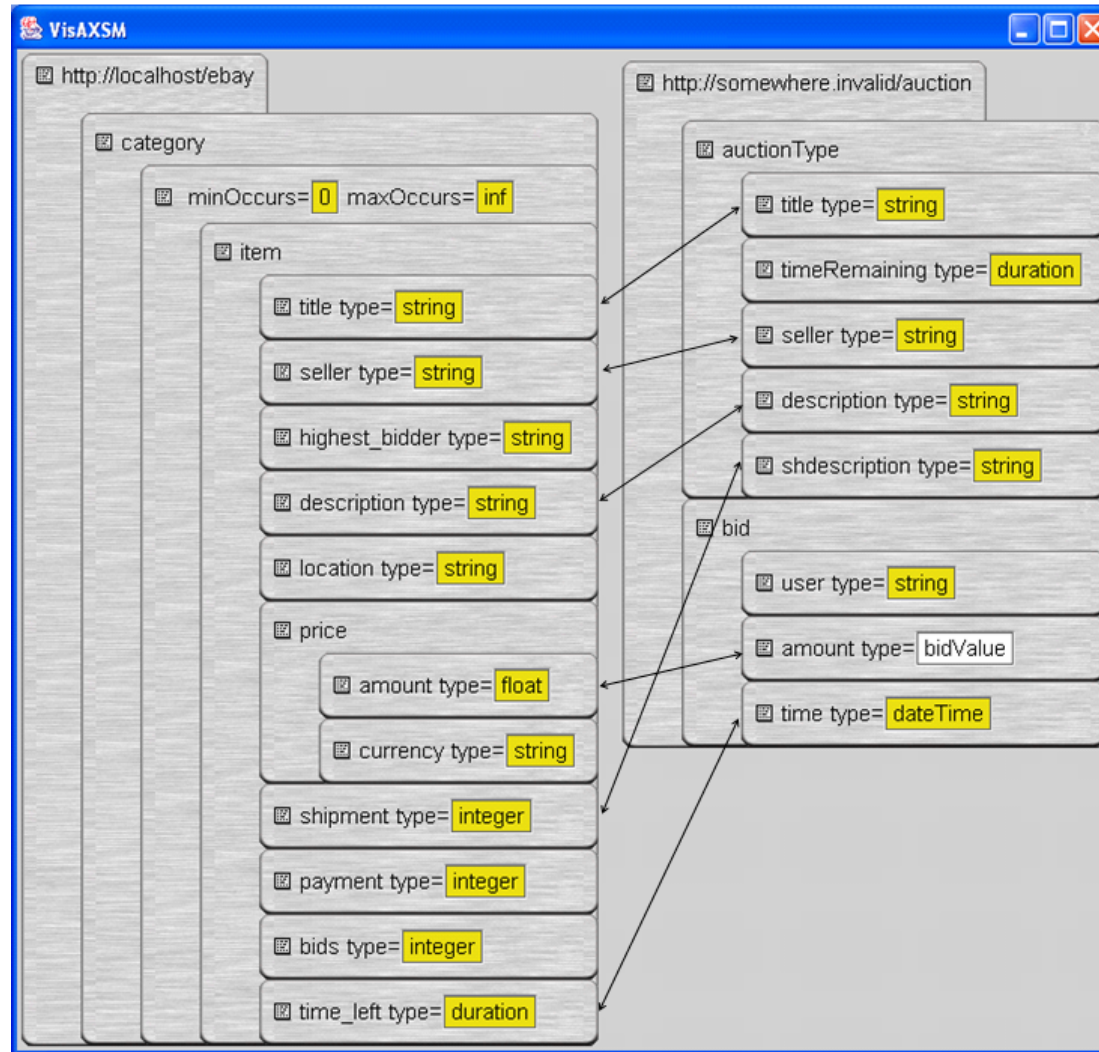 VisAXSM
http://localhost/ebay
category
minOccurs= 0 maxOccurs= inf
item
title type= string
seller type= string
highest_bidder type= string
description type= string
location type= string
price
amount type= float
currency type= string
shipment type= integer
payment type= integer
bids type= integer
time_left type= duration
http://somewhere.invalid/auction
auctionType
title type= string
timeRemaining type= duration
seller type= string
description type= string
shdescription type= string
bid
user type= string
amount type= bidValue
time type= dateTime